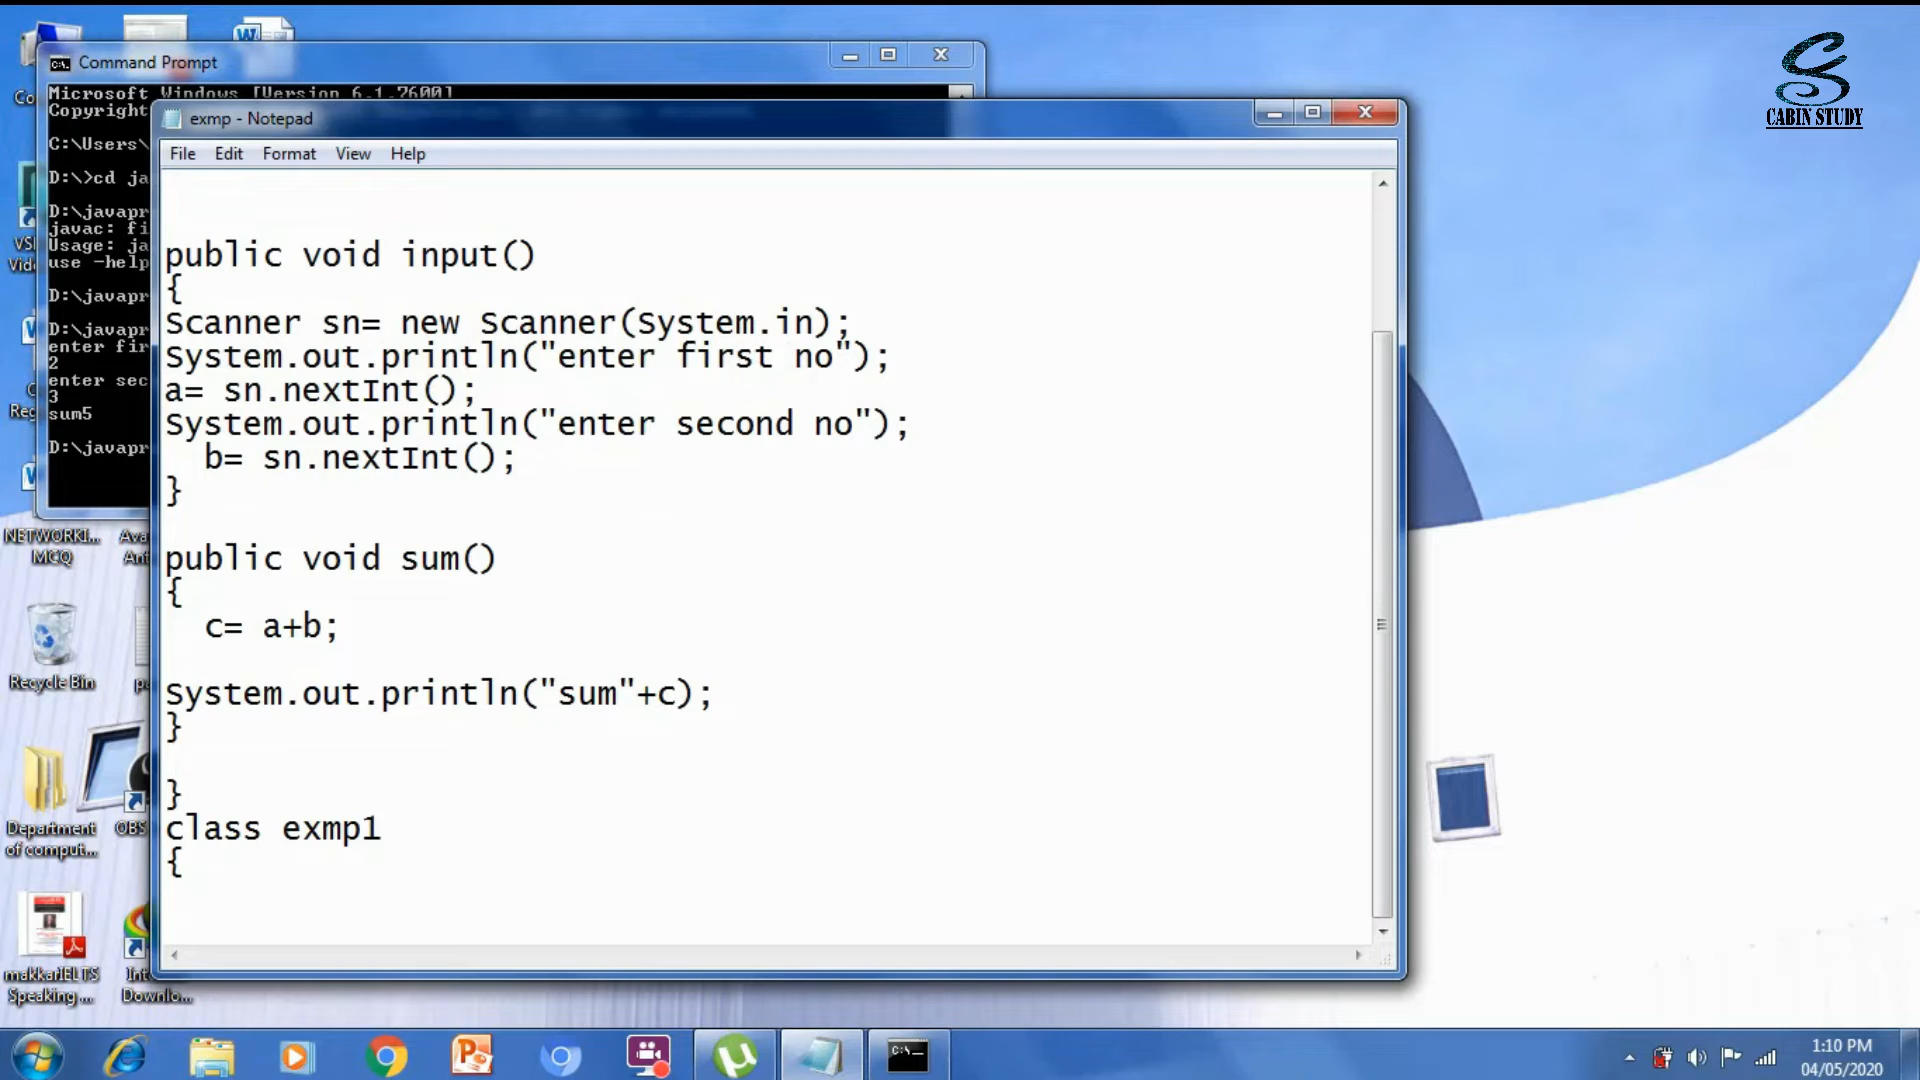 Command Prompt
Microsoft Windows [Version 6.1.7600]
Copyright
C:\Users\
D:\>cd ja
D:\javapr
javac: fi
Usage: ja
use -help
D:\javapr
D:\javapr
enter fir
2
enter sec
3
sum5
D:\javapr
exmp - Notepad
File Edit Format View Help
public void input()
{
Scanner sn= new Scanner(System.in);
System.out.println("enter first no");
a= sn.nextInt();
System.out.println("enter second no");
b= sn.nextInt();
}
public void sum()
{
c= a+b;
System.out.println("sum"+c);
}
}
class exmp1
{
CABIN STUDY
NETWORKI...
MCQ
Recycle Bin
Department
of comput...
OBS
makkarIELTS
Speaking ...
Int
Downlo...
1:10 PM
04/05/2020